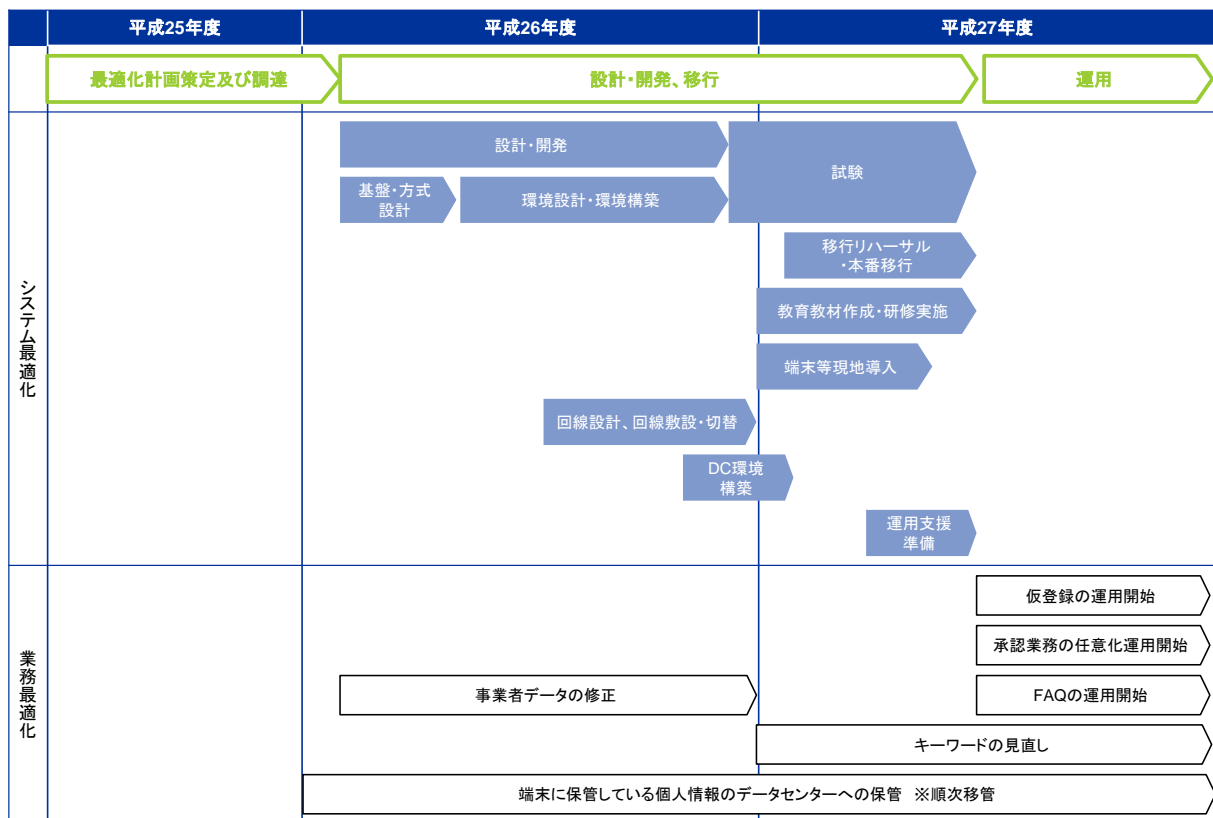 平成25年度
平成26年度
平成27年度
最適化計画策定及び調達
設計・開発、移行
運用
システム最適化
設計・開発
試験
基盤・方式
設計
環境設計・環境構築
移行リハーサル
・本番移行
教育教材作成・研修実施
端末等現地導入
回線設計、回線敷設・切替
DC環境
構築
運用支援
準備
業務最適化
仮登録の運用開始
承認業務の任意化運用開始
事業者データの修正
FAQの運用開始
キーワードの見直し
端末に保管している個人情報のデータセンターへの保管 ※順次移管